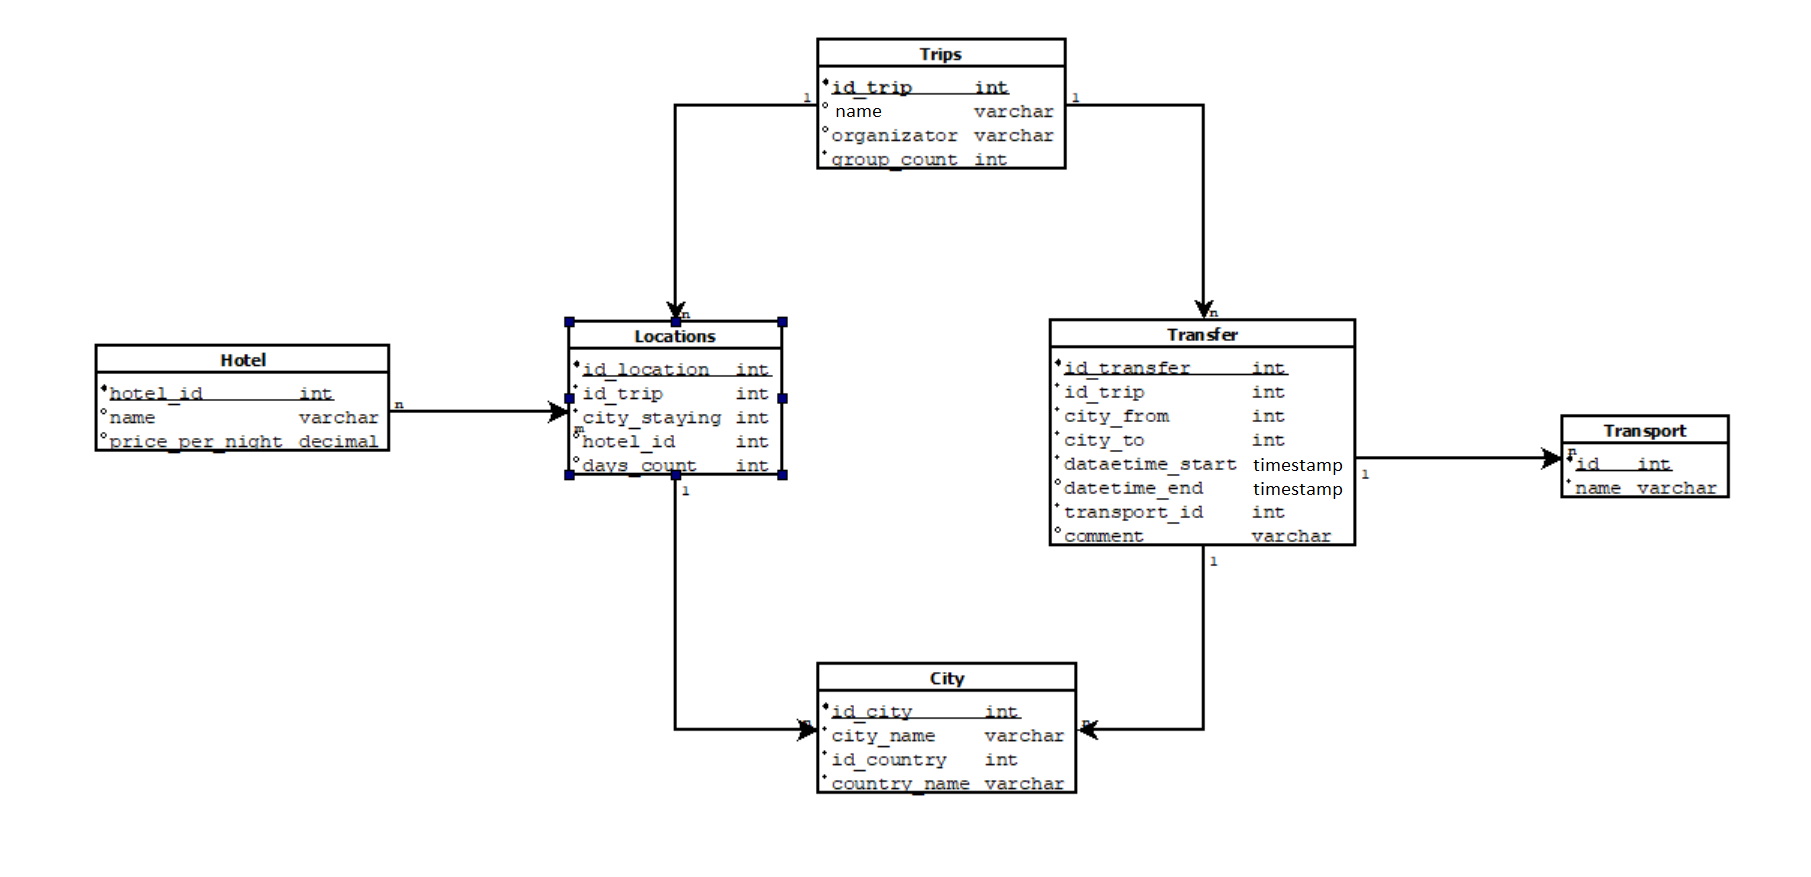 Trips
id_trip int
name varchar
organizator varchar
group_count int
1
1
n
n
Hotel
hotel_id int
name varchar
price_per_night decimal
n
Locations
id_location int
id_trip int
city_staying int
m
hotel_id int
days_count int
1
Transfer
id_transfer int
id_trip int
city_from int
city_to int
dataetime_start timestamp
datetime_end timestamp
transport_id int
comment varchar
1
1
Transport
n
id int
name varchar
City
id_city int
n
n
city_name varchar
id_country int
country_name varchar